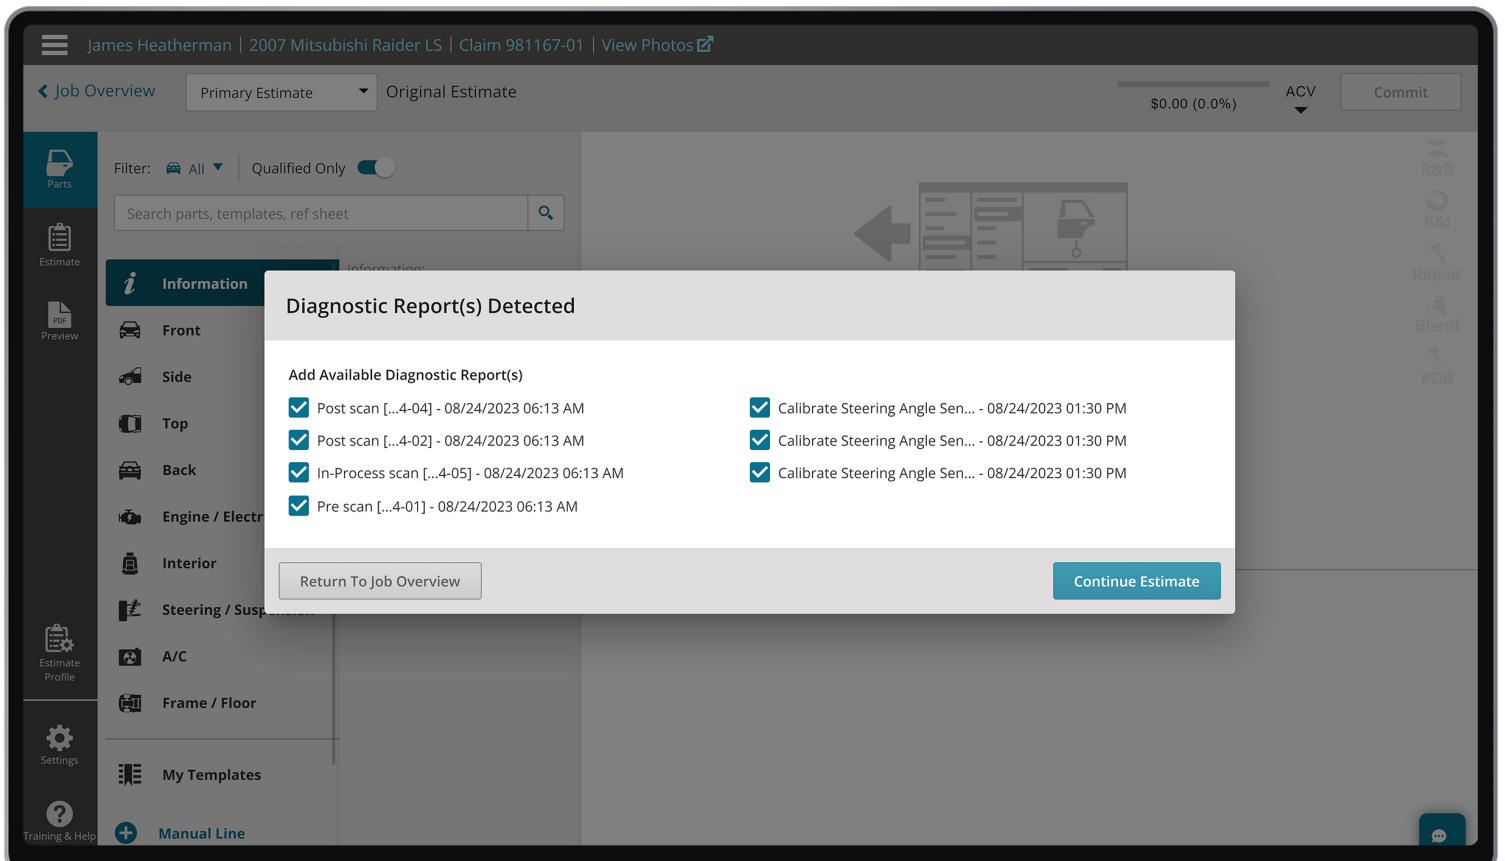 James Heatherman | 2007 Mitsubishi Raider LS | Claim 981167-01 | View Photos
Job Overview
Primary Estimate
Original Estimate
$0.00 (0.0%)
ACV
Commit
Parts
Estimate
PDF
Preview
Estimate
Profile
Settings
Training & Help
Filter:
All
Qualified Only
Search parts, templates, ref sheet
Information
Information:
Front
Side
Top
Back
Engine / Electr
Interior
Steering / Suspension
A/C
Frame / Floor
My Templates
Manual Line
R&R
R&I
Repair
Blend
PDR
Diagnostic Report(s) Detected
Add Available Diagnostic Report(s)
Post scan [...4-04] - 08/24/2023 06:13 AM
Post scan [...4-02] - 08/24/2023 06:13 AM
In-Process scan [...4-05] - 08/24/2023 06:13 AM
Pre scan [...4-01] - 08/24/2023 06:13 AM
Calibrate Steering Angle Sen... - 08/24/2023 01:30 PM
Calibrate Steering Angle Sen... - 08/24/2023 01:30 PM
Calibrate Steering Angle Sen... - 08/24/2023 01:30 PM
Return To Job Overview
Continue Estimate